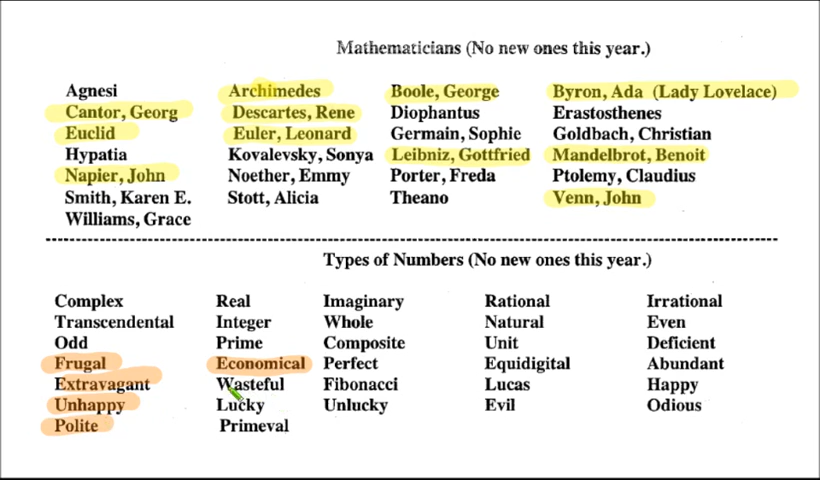 Mathematicians (No new ones this year.)
Agnesi Archimedes Boole, George Byron, Ada (Lady Lovelace)
Cantor, Georg Descartes, Rene Diophantus Erastosthenes
Euclid Euler, Leonard Germain, Sophie Goldbach, Christian
Hypatia Kovalevsky, Sonya Leibniz, Gottfried Mandelbrot, Benoit
Napier, John Noether, Emmy Porter, Freda Ptolemy, Claudius
Smith, Karen E. Stott, Alicia Theano Venn, John
Williams, Grace
Types of Numbers (No new ones this year.)
Complex Real Imaginary Rational Irrational
Transcendental Integer Whole Natural Even
Odd Prime Composite Unit Deficient
Frugal Economical Perfect Equidigital Abundant
Extravagant Wasteful Fibonacci Lucas Happy
Unhappy Lucky Unlucky Evil Odious
Polite Primeval